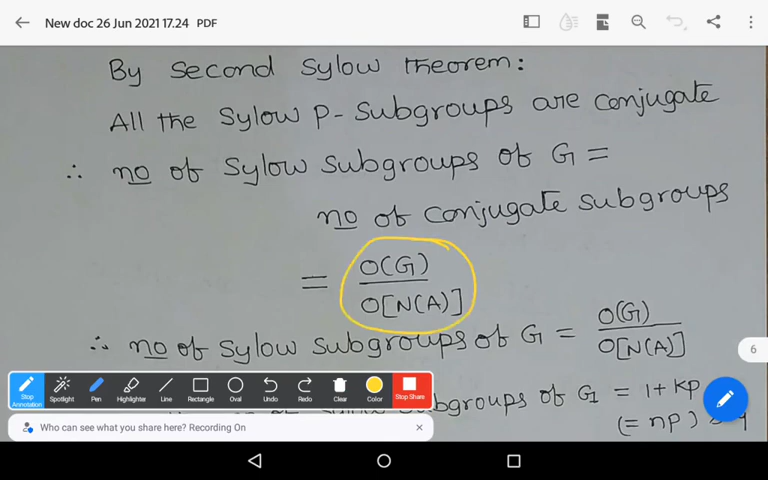 New doc 26 Jun 2021 17.24 PDF
By Second Sylow theorem:
All the Sylow P-Subgroups are conjugate
∴ no of Sylow Subgroups of G =
no of conjugate subgroups
= O(G) / O[N(A)]
∴ no of Sylow Subgroups of G = O(G) / O[N(A)]
6
Stop Annotation Spotlight Pen Highlighter Line Rectangle Oval Undo Redo Clear Color Stop Share
Subgroups of G = 1+kp
(= np)
Who can see what you share here? Recording On